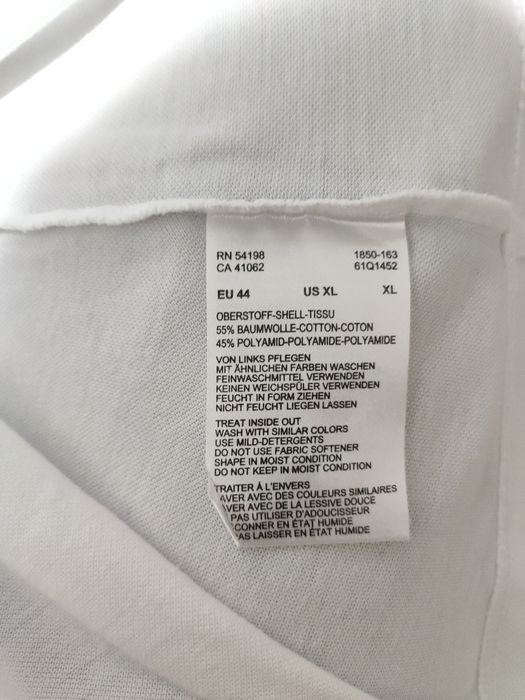 RN 54198 1850-163
CA 41062 61Q1452
EU 44 US XL XL
OBERSTOFF-SHELL-TISSU
55% BAUMWOLLE-COTTON-COTON
45% POLYAMID-POLYAMIDE-POLYAMIDE
VON LINKS PFLEGEN
MIT ÄHNLICHEN FARBEN WASCHEN
FEINWASCHMITTEL VERWENDEN
KEINEN WEICHSPÜLER VERWENDEN
FEUCHT IN FORM ZIEHEN
NICHT FEUCHT LIEGEN LASSEN
TREAT INSIDE OUT
WASH WITH SIMILAR COLORS
USE MILD-DETERGENTS
DO NOT USE FABRIC SOFTENER
SHAPE IN MOIST CONDITION
DO NOT KEEP IN MOIST CONDITION
TRAITER À L'ENVERS
AVER AVEC DES COULEURS SIMILAIRES
VER AVEC DE LA LESSIVE DOUCE
PAS UTILISER D'ADOUCISSEUR
CONNER EN ÉTAT HUMIDE
AS LAISSER EN ÉTAT HUMIDE